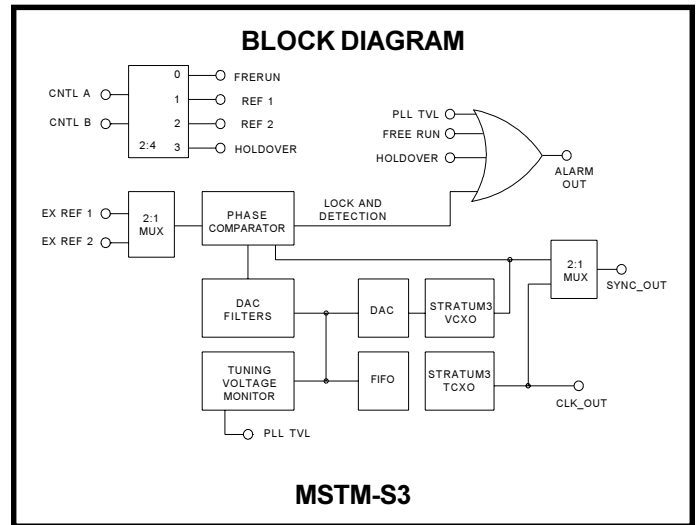 BLOCK DIAGRAM
CNTL A
CNTL B
0
1
2
3
2:4
FRERUN
REF 1
REF 2
HOLDOVER
PLL TVL
FREE RUN
HOLDOVER
ALARM
OUT
EX REF 1
EX REF 2
2:1
MUX
PHASE
COMPARATOR
LOCK AND
DETECTION
DAC
FILTERS
DAC
STRATUM3
VCXO
2:1
MUX
SYNC_OUT
TUNING
VOLTAGE
MONITOR
FIFO
STRATUM3
TCXO
CLK_OUT
PLL TVL
MSTM-S3